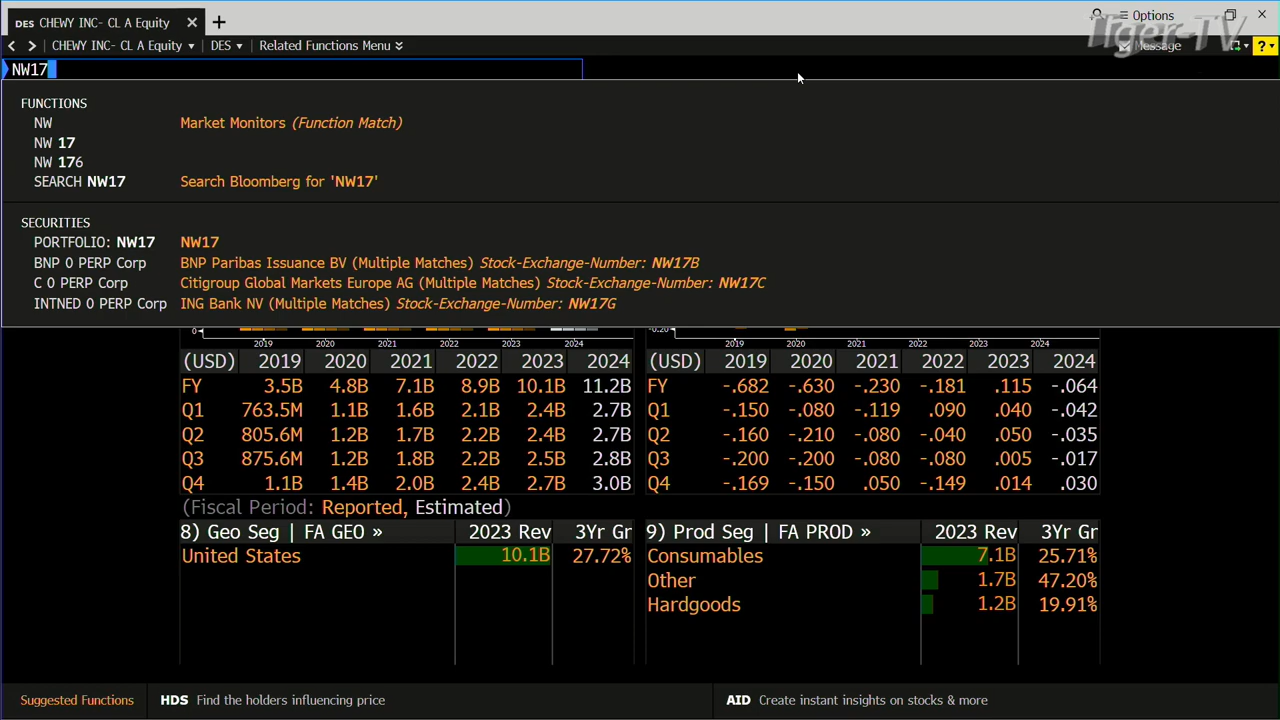 DES CHEWY INC- CL A Equity × +
Options
CHEWY INC- CL A Equity DES Related Functions Menu Message ?
Tiger-TV
NW17
FUNCTIONS
NW Market Monitors (Function Match)
NW 17
NW 176
SEARCH NW17 Search Bloomberg for 'NW17'
SECURITIES
PORTFOLIO: NW17 NW17
BNP 0 PERP Corp BNP Paribas Issuance BV (Multiple Matches) Stock-Exchange-Number: NW17B
C 0 PERP Corp Citigroup Global Markets Europe AG (Multiple Matches) Stock-Exchange-Number: NW17C
INTNED 0 PERP Corp ING Bank NV (Multiple Matches) Stock-Exchange-Number: NW17G
0 -0.20
2019 2020 2021 2022 2023 2024 2019 2020 2021 2022 2023 2024
(USD) 2019 2020 2021 2022 2023 2024 (USD) 2019 2020 2021 2022 2023 2024
FY 3.5B 4.8B 7.1B 8.9B 10.1B 11.2B FY -.682 -.630 -.230 -.181 .115 -.064
Q1 763.5M 1.1B 1.6B 2.1B 2.4B 2.7B Q1 -.150 -.080 -.119 .090 .040 -.042
Q2 805.6M 1.2B 1.7B 2.2B 2.4B 2.7B Q2 -.160 -.210 -.080 -.040 .050 -.035
Q3 875.6M 1.2B 1.8B 2.2B 2.5B 2.8B Q3 -.200 -.200 -.080 -.080 .005 -.017
Q4 1.1B 1.4B 2.0B 2.4B 2.7B 3.0B Q4 -.169 -.150 .050 -.149 .014 .030
(Fiscal Period: Reported, Estimated)
8) Geo Seg | FA GEO » 2023 Rev 3Yr Gr 9) Prod Seg | FA PROD » 2023 Rev 3Yr Gr
United States 10.1B 27.72% Consumables 7.1B 25.71%
Other 1.7B 47.20%
Hardgoods 1.2B 19.91%
Suggested Functions HDS Find the holders influencing price AID Create instant insights on stocks & more